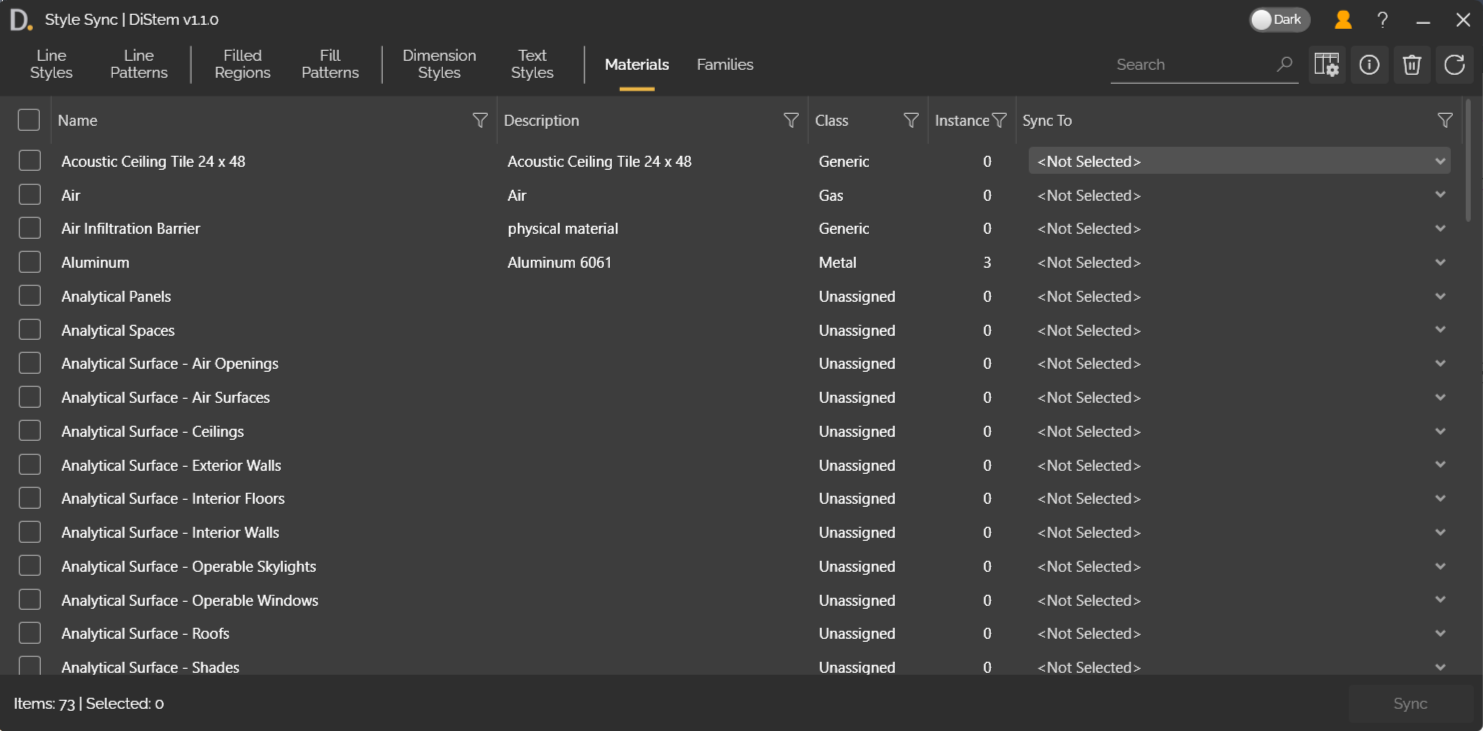 D. Style Sync | DiStem v1.1.0 Dark ?
Line Styles Line Patterns Filled Regions Fill Patterns Dimension Styles Text Styles Materials Families Search
Name Description Class Instance Sync To
Acoustic Ceiling Tile 24 x 48 Acoustic Ceiling Tile 24 x 48 Generic 0 <Not Selected>
Air Air Gas 0 <Not Selected>
Air Infiltration Barrier physical material Generic 0 <Not Selected>
Aluminum Aluminum 6061 Metal 3 <Not Selected>
Analytical Panels Unassigned 0 <Not Selected>
Analytical Spaces Unassigned 0 <Not Selected>
Analytical Surface - Air Openings Unassigned 0 <Not Selected>
Analytical Surface - Air Surfaces Unassigned 0 <Not Selected>
Analytical Surface - Ceilings Unassigned 0 <Not Selected>
Analytical Surface - Exterior Walls Unassigned 0 <Not Selected>
Analytical Surface - Interior Floors Unassigned 0 <Not Selected>
Analytical Surface - Interior Walls Unassigned 0 <Not Selected>
Analytical Surface - Operable Skylights Unassigned 0 <Not Selected>
Analytical Surface - Operable Windows Unassigned 0 <Not Selected>
Analytical Surface - Roofs Unassigned 0 <Not Selected>
Analytical Surface - Shades Unassigned 0 <Not Selected>
Items: 73 | Selected: 0 Sync